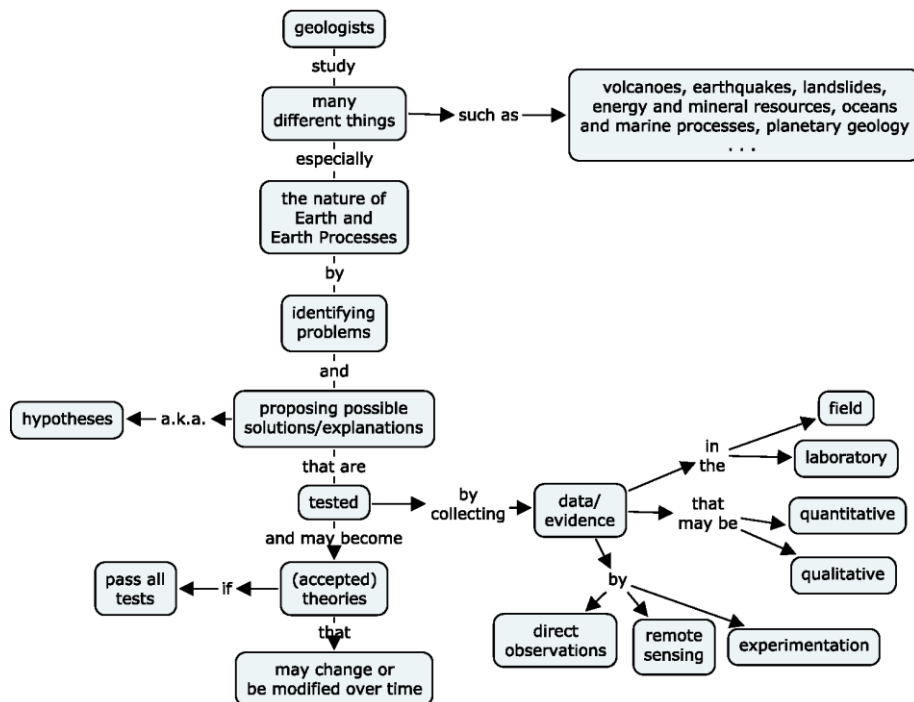 geologists
study
many
different things
such as
volcanoes, earthquakes, landslides,
energy and mineral resources, oceans
and marine processes, planetary geology
. . .
especially
the nature of
Earth and
Earth Processes
by
identifying
problems
and
proposing possible
solutions/explanations
a.k.a.
hypotheses
that are
tested
by
collecting
data/
evidence
in
the
field
laboratory
that
may be
quantitative
qualitative
by
direct
observations
remote
sensing
experimentation
and may become
(accepted)
theories
if
pass all
tests
that
may change or
be modified over time